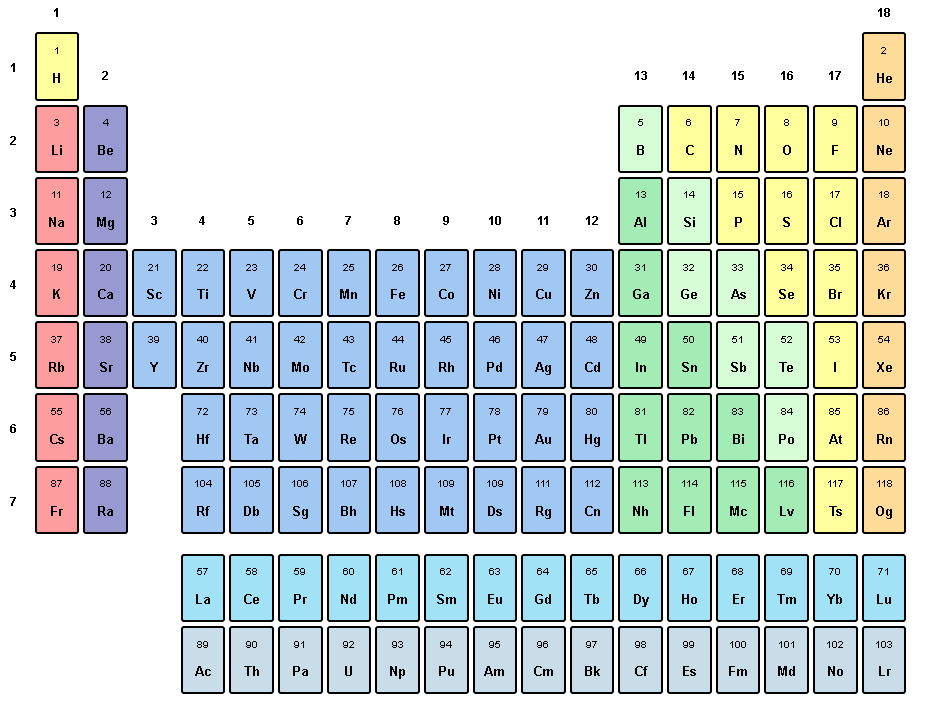 1 18
1 2
1 H 2 13 14 15 16 17 He
3 4 5 6 7 8 9 10
2 Li Be B C N O F Ne
11 12 13 14 15 16 17 18
3 Na Mg 3 4 5 6 7 8 9 10 11 12 Al Si P S Cl Ar
19 20 21 22 23 24 25 26 27 28 29 30 31 32 33 34 35 36
4 K Ca Sc Ti V Cr Mn Fe Co Ni Cu Zn Ga Ge As Se Br Kr
37 38 39 40 41 42 43 44 45 46 47 48 49 50 51 52 53 54
5 Rb Sr Y Zr Nb Mo Tc Ru Rh Pd Ag Cd In Sn Sb Te I Xe
55 56 72 73 74 75 76 77 78 79 80 81 82 83 84 85 86
6 Cs Ba Hf Ta W Re Os Ir Pt Au Hg Tl Pb Bi Po At Rn
87 88 104 105 106 107 108 109 109 111 112 113 114 115 116 117 118
7 Fr Ra Rf Db Sg Bh Hs Mt Ds Rg Cn Nh Fl Mc Lv Ts Og
57 58 59 60 61 62 63 64 65 66 67 68 69 70 71
La Ce Pr Nd Pm Sm Eu Gd Tb Dy Ho Er Tm Yb Lu
89 90 91 92 93 94 95 96 97 98 99 100 101 102 103
Ac Th Pa U Np Pu Am Cm Bk Cf Es Fm Md No Lr